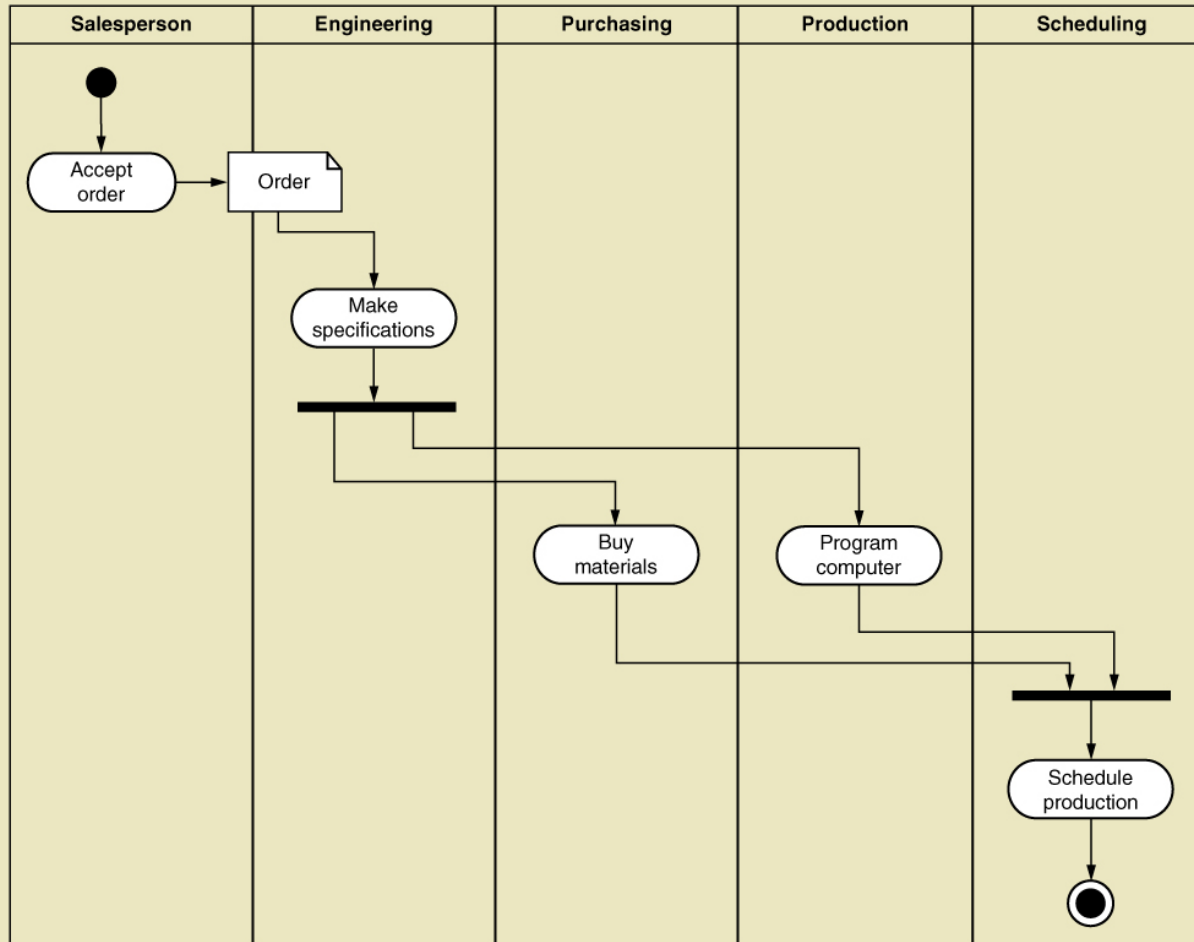 Salesperson
Engineering
Purchasing
Production
Scheduling
Accept
order
Order
Make
specifications
Buy
materials
Program
computer
Schedule
production